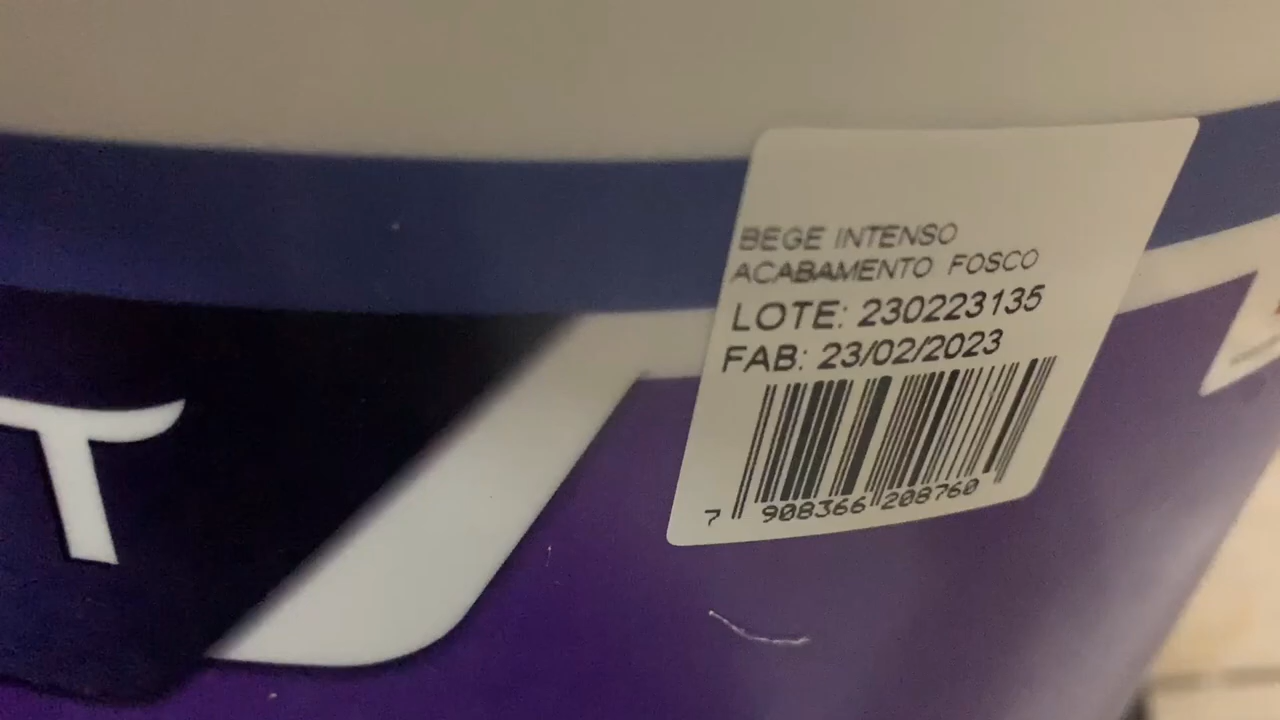 BEGE INTENSO
ACABAMENTO FOSCO
LOTE: 230223135
FAB: 23/02/2023
7 908366 208760
T